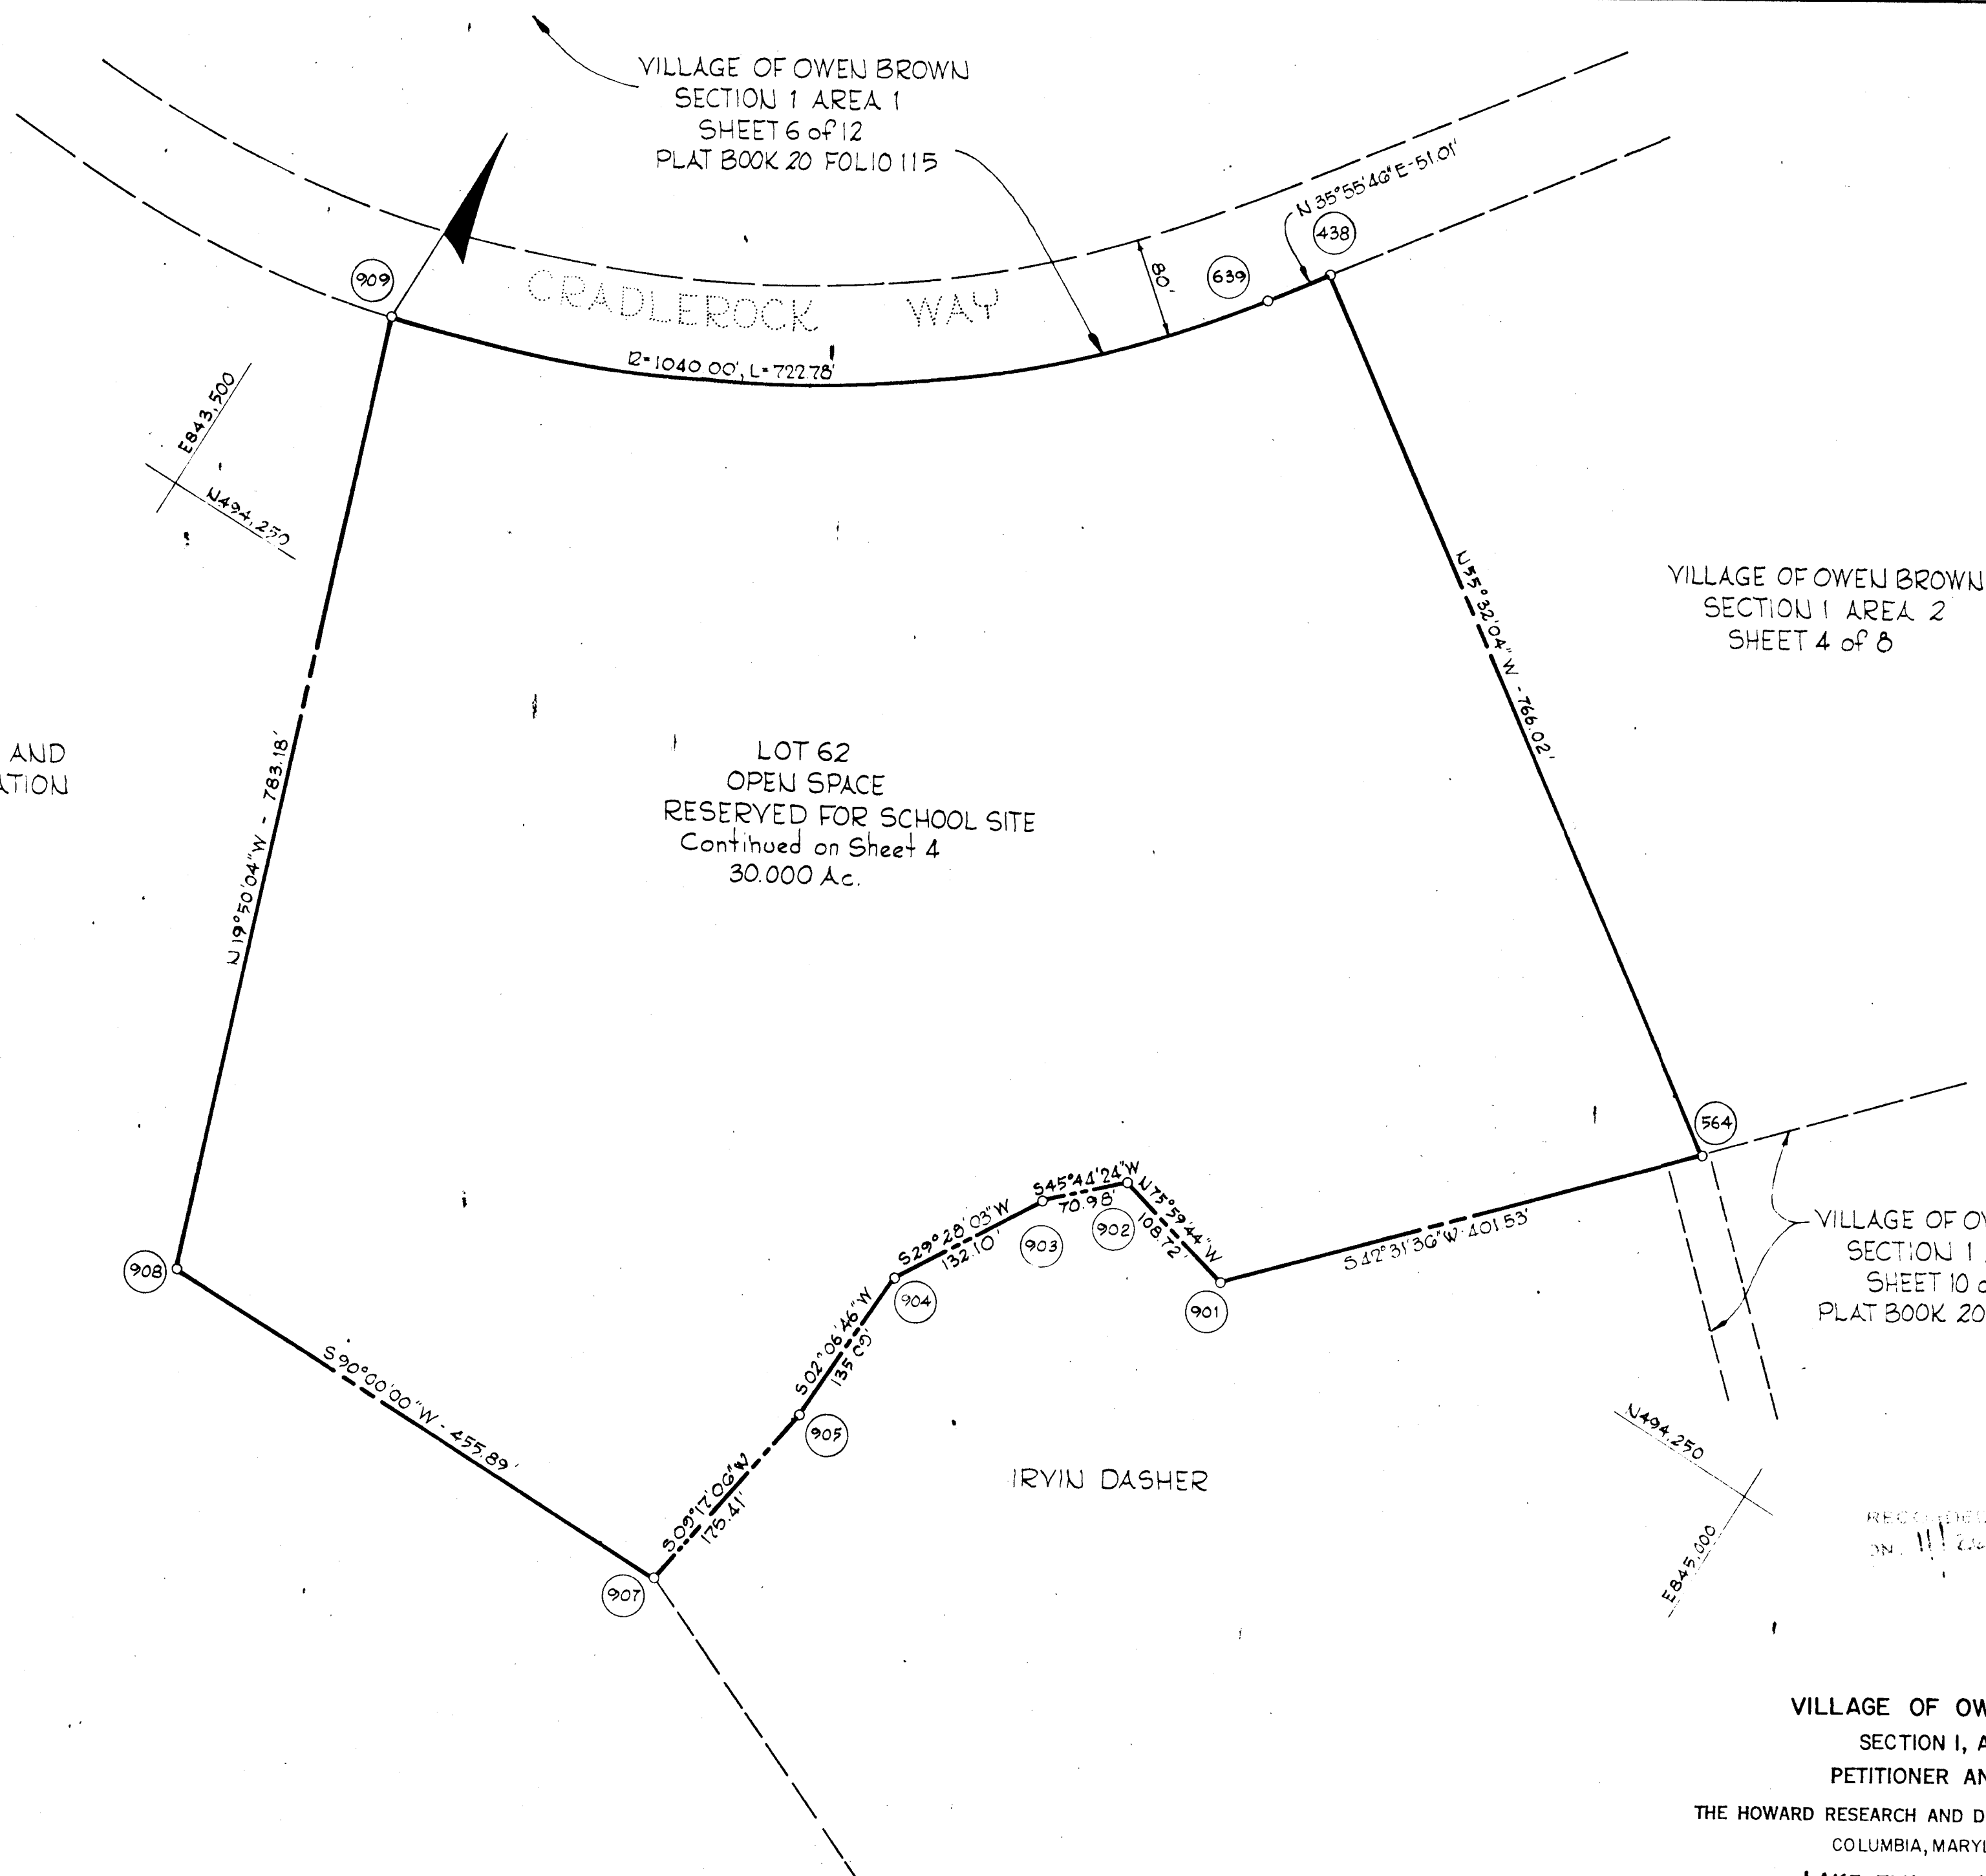 VILLAGE OF OWEN BROWN
SECTION 1 AREA 1
SHEET 6 of 12
PLAT BOOK 20 FOLIO 115
N 35°55'46"E-51.01'
438
639
909
80'
CRADLEROCK WAY
R=1040.00', L=722.78'
E843,500
N494,250
N55°32'04"W - 766.02'
VILLAGE OF OWEN BROWN
SECTION 1 AREA 2
SHEET 4 of 8
AND
ATION
N19°50'04"W - 783.18'
LOT 62
OPEN SPACE
RESERVED FOR SCHOOL SITE
Continued on Sheet 4
30.000 Ac.
564
S45°44'24"W
70.98'
N75°59'44"W
108.72'
S29°28'03"W
132.10'
903
902
904
901
S42°31'36"W-401.53'
VILLAGE OF OW
SECTION 1
SHEET 10 o
PLAT BOOK 20
908
S02°06'46"W
135.09'
905
S90°00'00"W - 455.89'
S09°17'06"W
175.41'
907
IRVIN DASHER
N494,250
E845,000
ON
VILLAGE OF OW
SECTION 1, A
PETITIONER AN
THE HOWARD RESEARCH AND D
COLUMBIA, MARYL